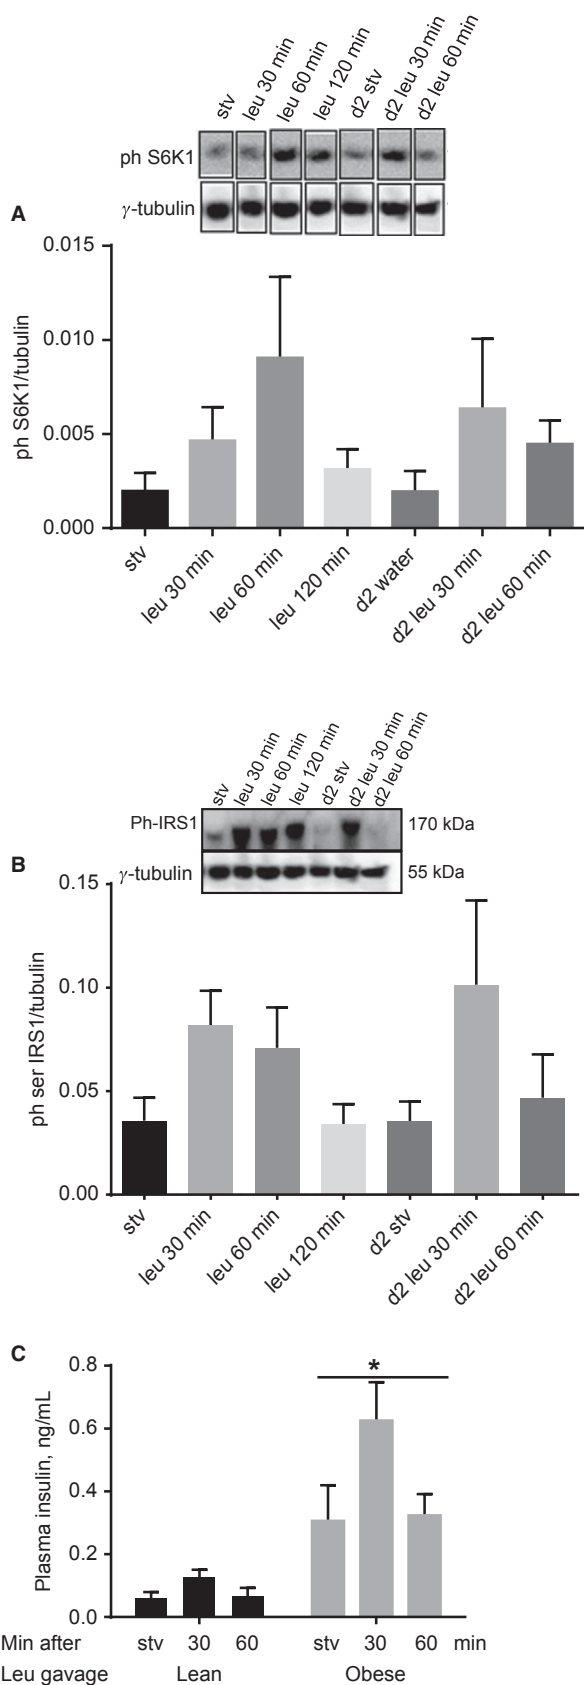 stv leu 30 min leu 60 min leu 120 min d2 stv d2 leu 30 min d2 leu 60 min
ph S6K1
γ-tubulin
A
0.015
0.010
0.005
0.000
ph S6K1/tubulin
stv leu 30 min leu 60 min leu 120 min d2 water d2 leu 30 min d2 leu 60 min
stv leu 30 min leu 60 min leu 120 min d2 stv d2 leu 30 min d2 leu 60 min
Ph-IRS1 170 kDa
γ-tubulin 55 kDa
B
0.15
0.10
0.05
0.00
ph ser IRS1/tubulin
stv leu 30 min leu 60 min leu 120 min d2 stv d2 leu 30 min d2 leu 60 min
C
0.8
0.6
0.4
0.2
0.0
Plasma insulin, ng/mL
*
Min after stv 30 60 stv 30 60 min
Leu gavage Lean Obese